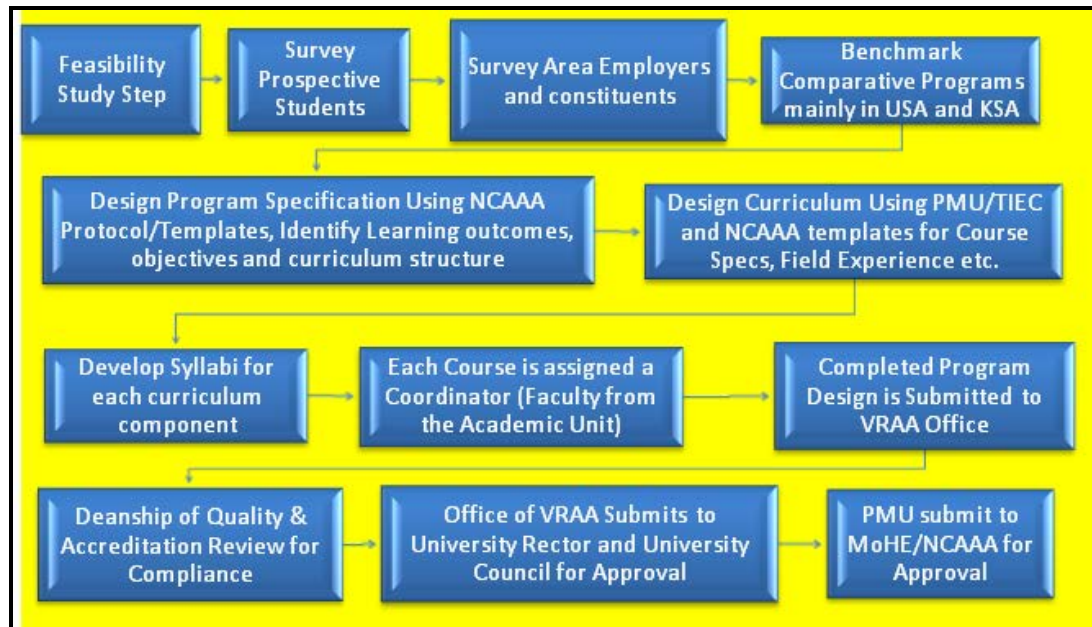 Feasibility
Study Step
Survey
Prospective
Students
Survey Area Employers
and constituents
Benchmark
Comparative Programs
mainly in USA and KSA
Design Program Specification Using NCAAA
Protocol/Templates, Identify Learning outcomes,
objectives and curriculum structure
Design Curriculum Using PMU/TIEC
and NCAAA templates for Course
Specs, Field Experience etc.
Develop Syllabi for
each curriculum
component
Each Course is assigned a
Coordinator (Faculty from
the Academic Unit)
Completed Program
Design is Submitted to
VRAA Office
Deanship of Quality &
Accreditation Review for
Compliance
Office of VRAA Submits to
University Rector and University
Council for Approval
PMU submit to
MoHE/NCAAA for
Approval